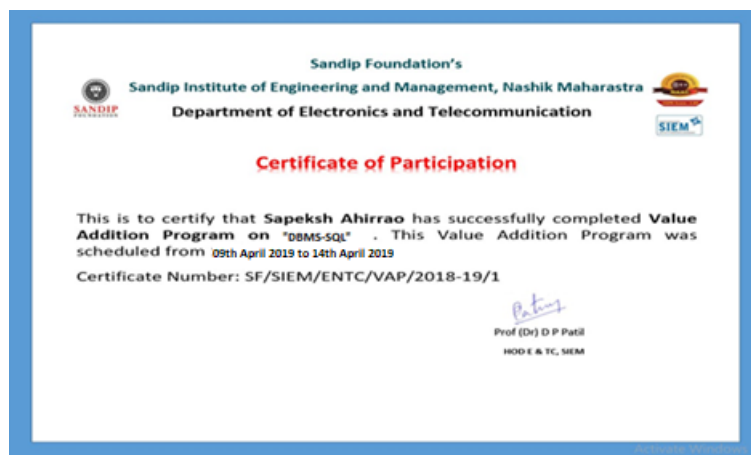 Sandip Foundation's
Sandip Institute of Engineering and Management, Nashik Maharastra
SANDIP
FOUNDATION
Department of Electronics and Telecommunication
SIEM
Certificate of Participation
This is to certify that Sapeksh Ahirrao has successfully completed Value
Addition Program on "DBMS-SQL" . This Value Addition Program was
scheduled from 09th April 2019 to 14th April 2019
Certificate Number: SF/SIEM/ENTC/VAP/2018-19/1
Prof (Dr) D P Patil
HOD E & TC, SIEM
Activate Windows